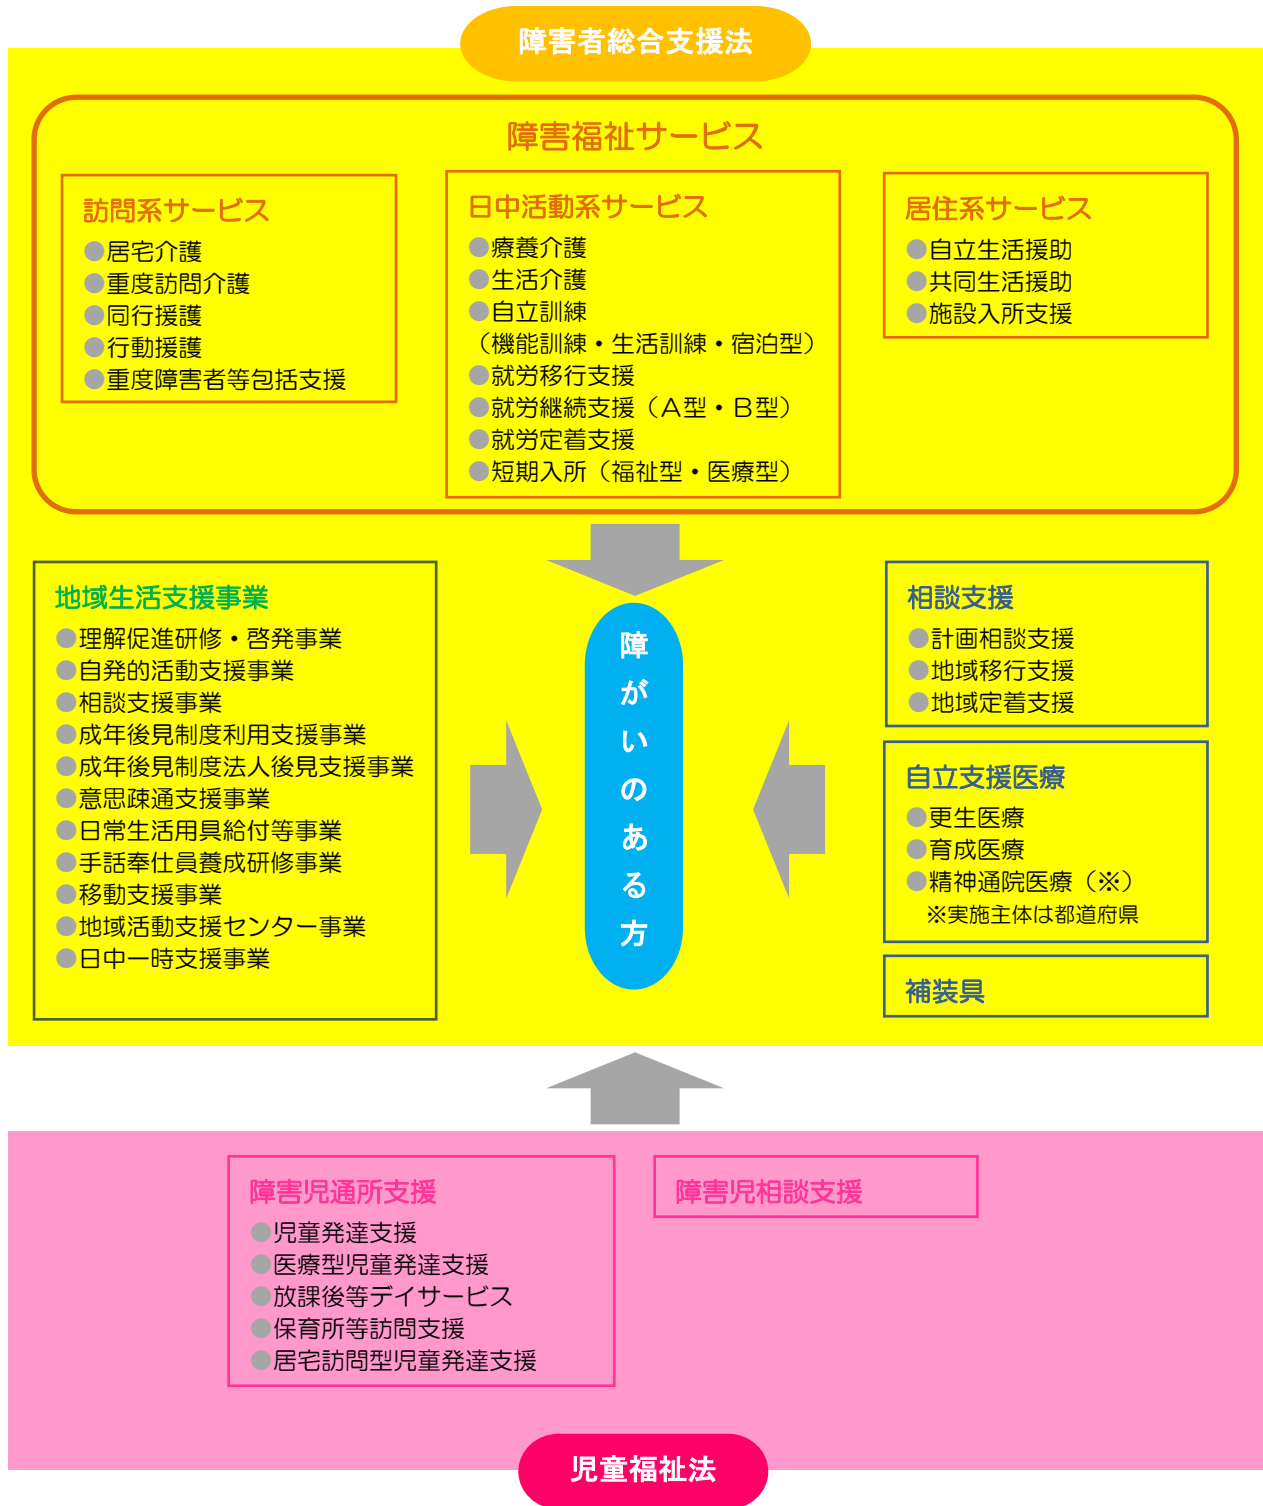 障害者総合支援法
障害福祉サービス
訪問系サービス
●居宅介護
●重度訪問介護
●同行援護
●行動援護
●重度障害者等包括支援
日中活動系サービス
●療養介護
●生活介護
●自立訓練
（機能訓練・生活訓練・宿泊型）
●就労移行支援
●就労継続支援（Ａ型・Ｂ型）
●就労定着支援
●短期入所（福祉型・医療型）
居住系サービス
●自立生活援助
●共同生活援助
●施設入所支援
地域生活支援事業
●理解促進研修・啓発事業
●自発的活動支援事業
●相談支援事業
●成年後見制度利用支援事業
●成年後見制度法人後見支援事業
●意思疎通支援事業
●日常生活用具給付等事業
●手話奉仕員養成研修事業
●移動支援事業
●地域活動支援センター事業
●日中一時支援事業
障がいのある方
相談支援
●計画相談支援
●地域移行支援
●地域定着支援
自立支援医療
●更生医療
●育成医療
●精神通院医療（※）
※実施主体は都道府県
補装具
障害児通所支援
●児童発達支援
●医療型児童発達支援
●放課後等デイサービス
●保育所等訪問支援
●居宅訪問型児童発達支援
障害児相談支援
児童福祉法